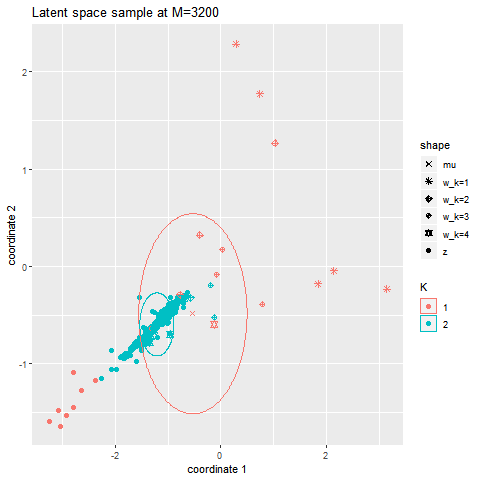 Latent space sample at M=3200
2
1
0
-1
-2
0
2
coordinate 1
coordinate 2
shape
mu
w_k=1
w_k=2
w_k=3
w_k=4
z
K
1
2